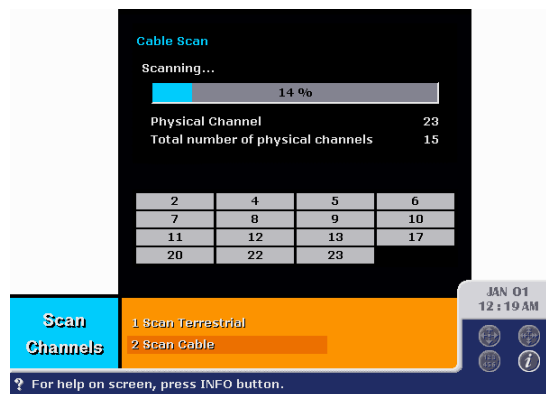 Cable Scan
Scanning...
14 %
Physical Channel 23
Total number of physical channels 15
2 4 5 6
7 8 9 10
11 12 13 17
20 22 23
JAN 01
12:19 AM
Scan
Channels
1 Scan Terrestrial
2 Scan Cable
i
? For help on screen, press INFO button.